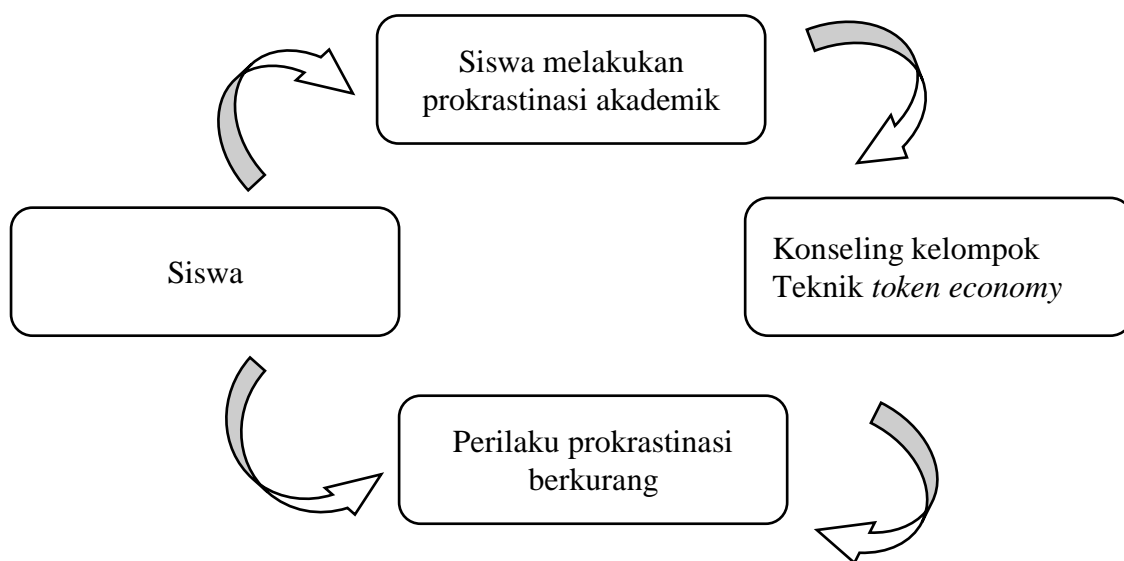 Siswa melakukan
prokrastinasi akademik
Siswa
Konseling kelompok
Teknik token economy
Perilaku prokrastinasi
berkurang